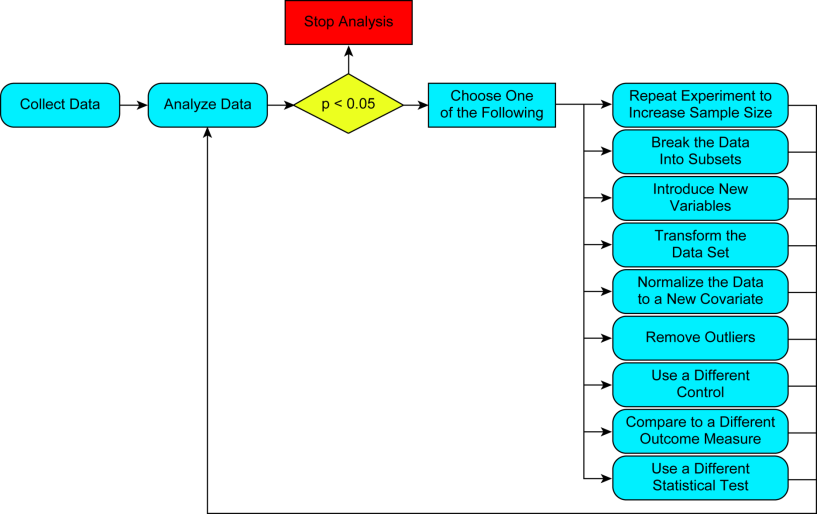 Stop Analysis
Collect Data
Analyze Data
p < 0.05
Choose One
of the Following
Repeat Experiment to
Increase Sample Size
Break the Data
Into Subsets
Introduce New
Variables
Transform the
Data Set
Normalize the Data
to a New Covariate
Remove Outliers
Use a Different
Control
Compare to a Different
Outcome Measure
Use a Different
Statistical Test